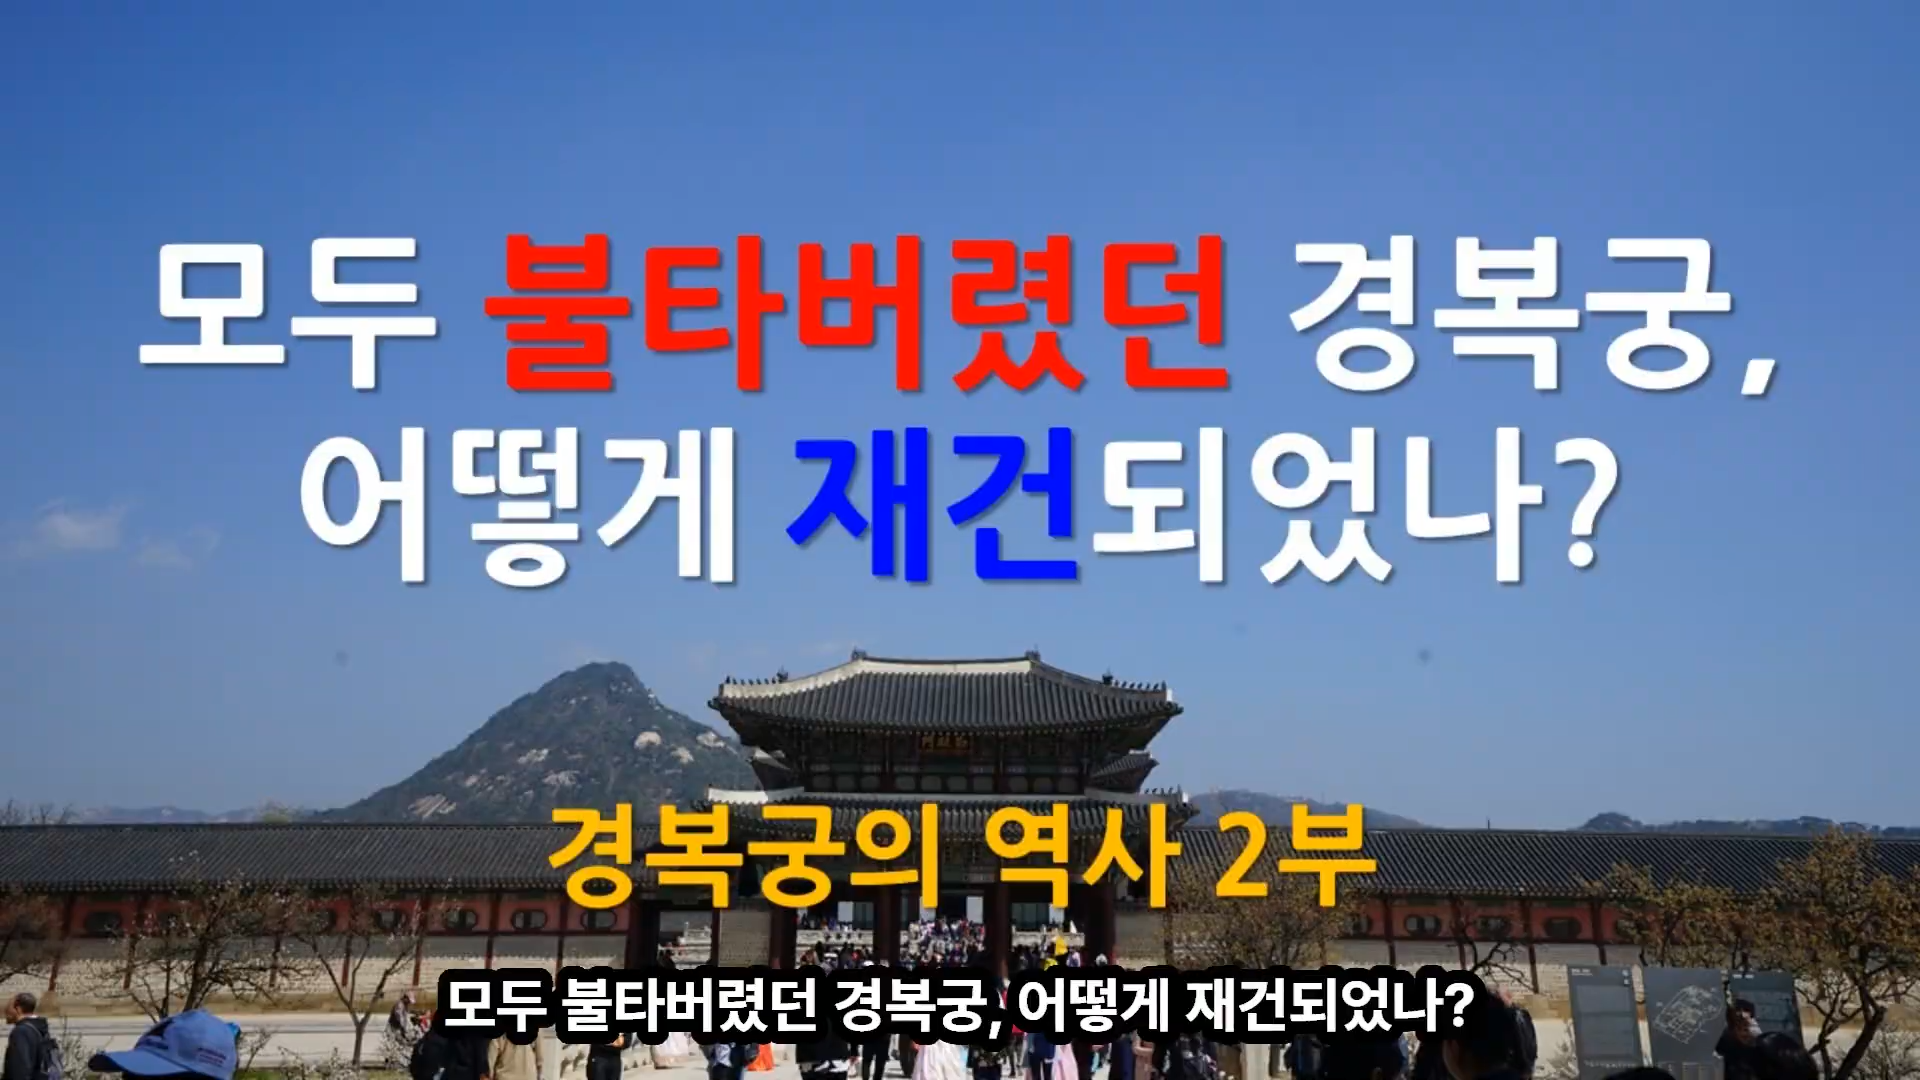 모두 불타버렸던 경복궁,
어떻게 재건되었나?
경복궁의 역사 2부
모두 불타버렸던 경복궁, 어떻게 재건되었나?